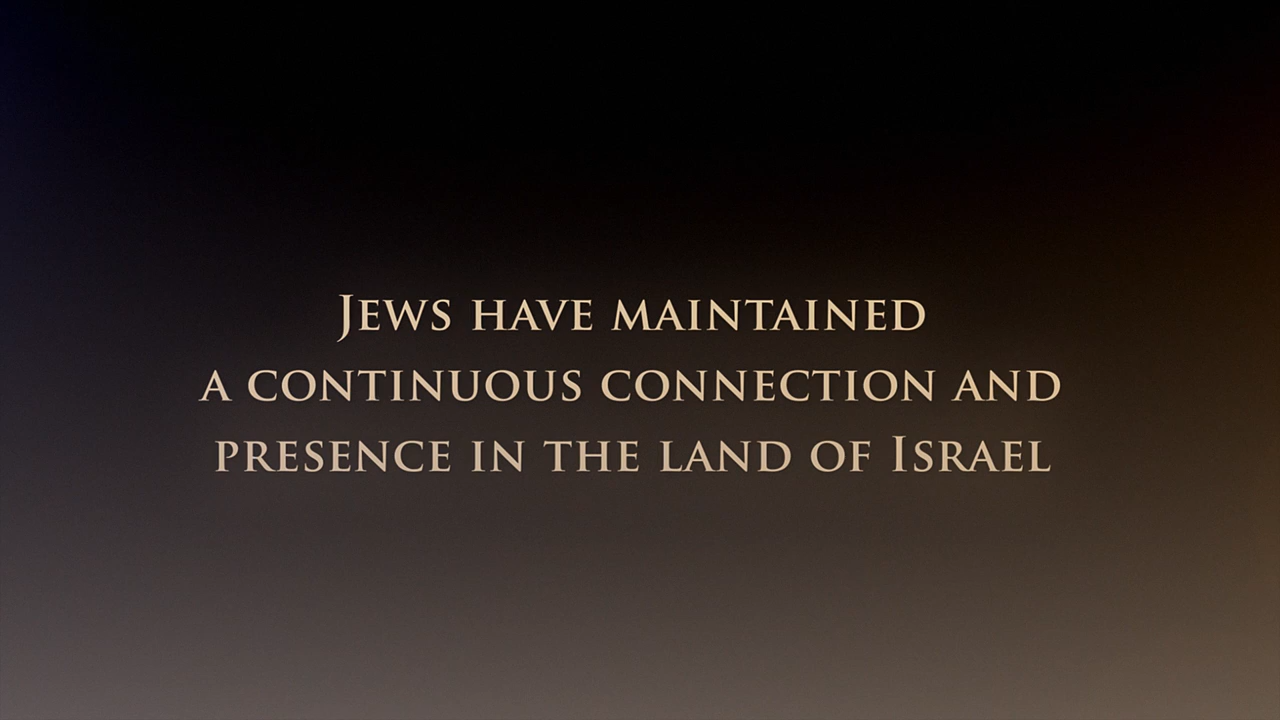 Jews have maintained
a continuous connection and
presence in the land of Israel